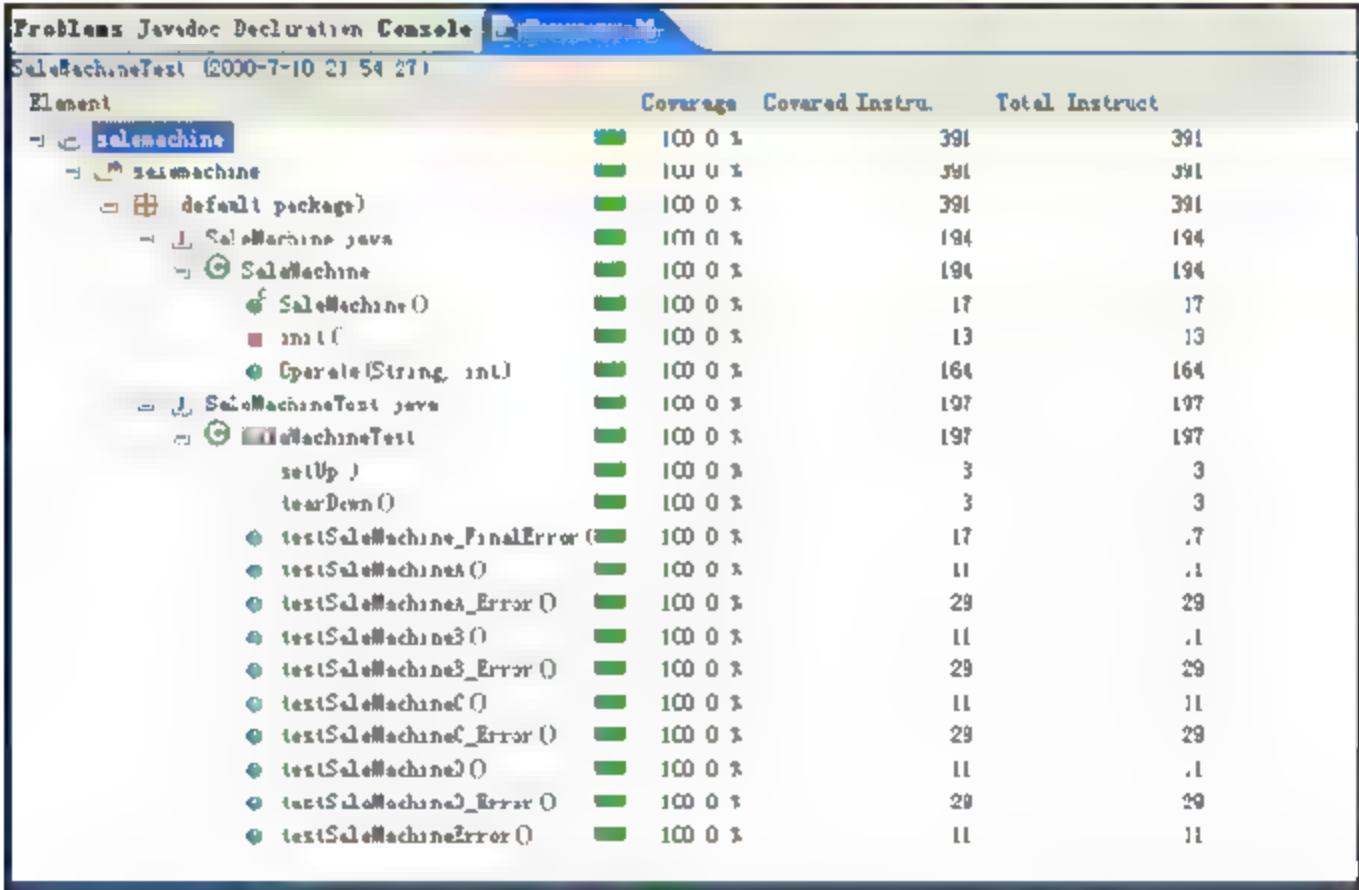 Problems Javadoc Declaration Console
SaleMachineTest (2000-7-10 21 54 27)
Element Coverage Covered Instru. Total Instruct
salemachine 100 0 % 391 391
salemachine 100 0 % 391 391
default package) 100 0 % 391 391
SaleMachine java 100 0 % 194 194
SaleMachine 100 0 % 194 194
SaleMachine() 100 0 % 17 17
init( 100 0 % 13 13
Operate(String, int) 100 0 % 164 164
SaleMachineTest java 100 0 % 197 197
100 0 % 197 197
setUp ) 100 0 % 3 3
tearDown() 100 0 % 3 3
testSaleMachine_FinalError( 100 0 % 17 .7
testSaleMachineA() 100 0 % 11 .1
testSaleMachineA_Error() 100 0 % 29 29
testSaleMachineB() 100 0 % 11 .1
testSaleMachineB_Error() 100 0 % 29 29
testSaleMachineC() 100 0 % 11 11
testSaleMachineC_Error() 100 0 % 29 29
testSaleMachineD() 100 0 % 11 .1
testSaleMachineD_Error() 100 0 % 29 29
testSaleMachineError() 100 0 % 11 11